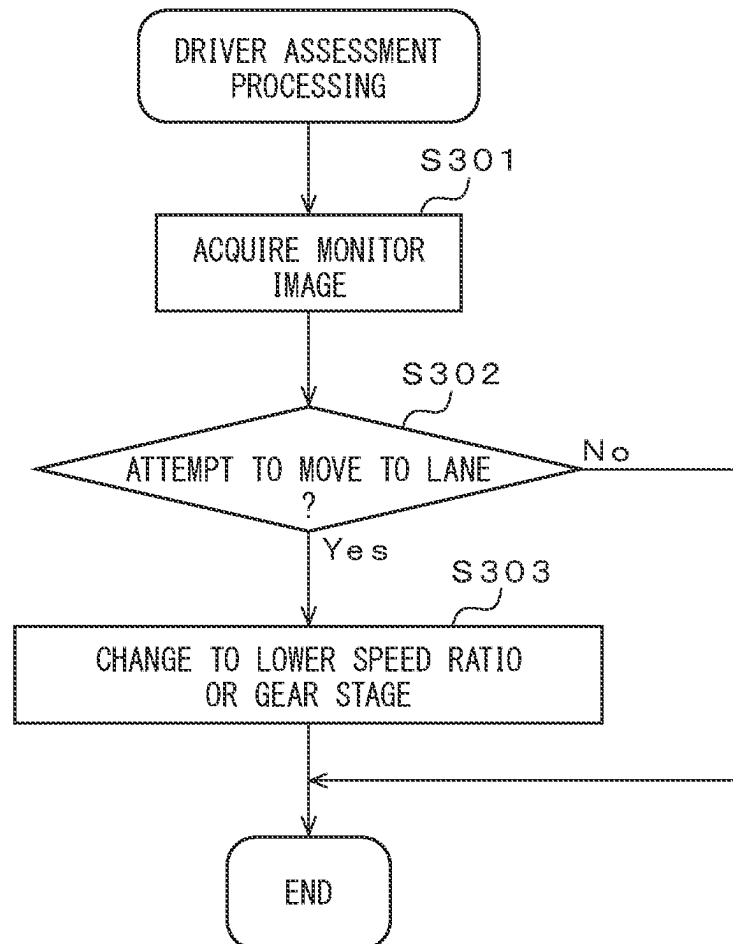 DRIVER ASSESSMENT
PROCESSING
S301
ACQUIRE MONITOR
IMAGE
S302
ATTEMPT TO MOVE TO LANE
?
No
Yes
S303
CHANGE TO LOWER SPEED RATIO
OR GEAR STAGE
END